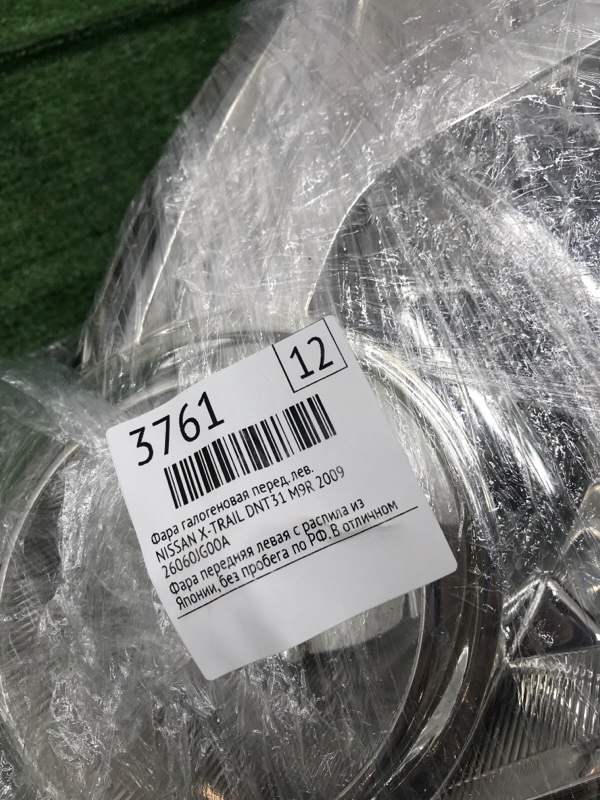 12
3761
Фара галогеновая перед.лев.
NISSAN X-TRAIL DNT31 M9R 2009
26060JG00A
Фара передняя левая с распила из
Японии, без пробега по РФ. В отличном